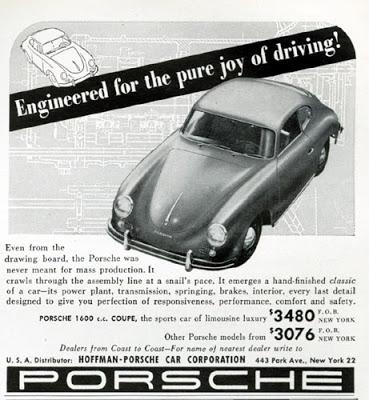 Engineered for the pure joy of driving!
Even from the
drawing board, the Porsche was
never meant for mass production. It
crawls through the assembly line at a snail's pace. It emerges a hand-finished classic
of a car—its power plant, transmission, springing, brakes, interior, every last detail
designed to give you perfection of responsiveness, performance, comfort and safety.
PORSCHE 1600 c.c. COUPE, the sports car of limousine luxury $3480 F.O.B. NEW YORK
Other Porsche models from $3076 F.O.B. NEW YORK
Dealers from Coast to Coast—For name of nearest dealer write to
U. S. A. Distributor: HOFFMAN-PORSCHE CAR CORPORATION 443 Park Ave., New York 22
PORSCHE